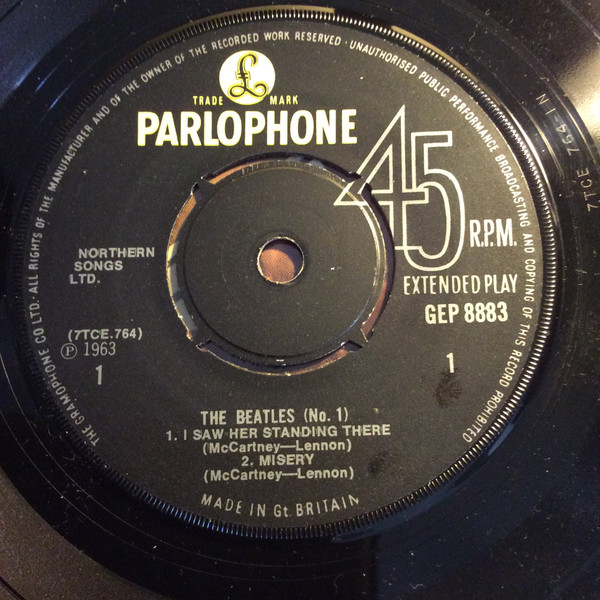 THE GRAMOPHONE CO LTD. ALL RIGHTS OF THE MANUFACTURER AND OF THE OWNER OF THE RECORDED WORK RESERVED · UNAUTHORISED PUBLIC PERFORMANCE BROADCASTING AND COPYING OF THIS RECORD PROHIBITED
£
TRADE MARK
PARLOPHONE
45
R.P.M.
EXTENDED PLAY
GEP 8883
NORTHERN
SONGS
LTD.
(7TCE.764)
Ⓟ 1963
1
1
THE BEATLES (No. 1)
1. I SAW HER STANDING THERE
(McCartney—Lennon)
2. MISERY
(McCartney—Lennon)
MADE IN Gt. BRITAIN
7TCE 764-1N